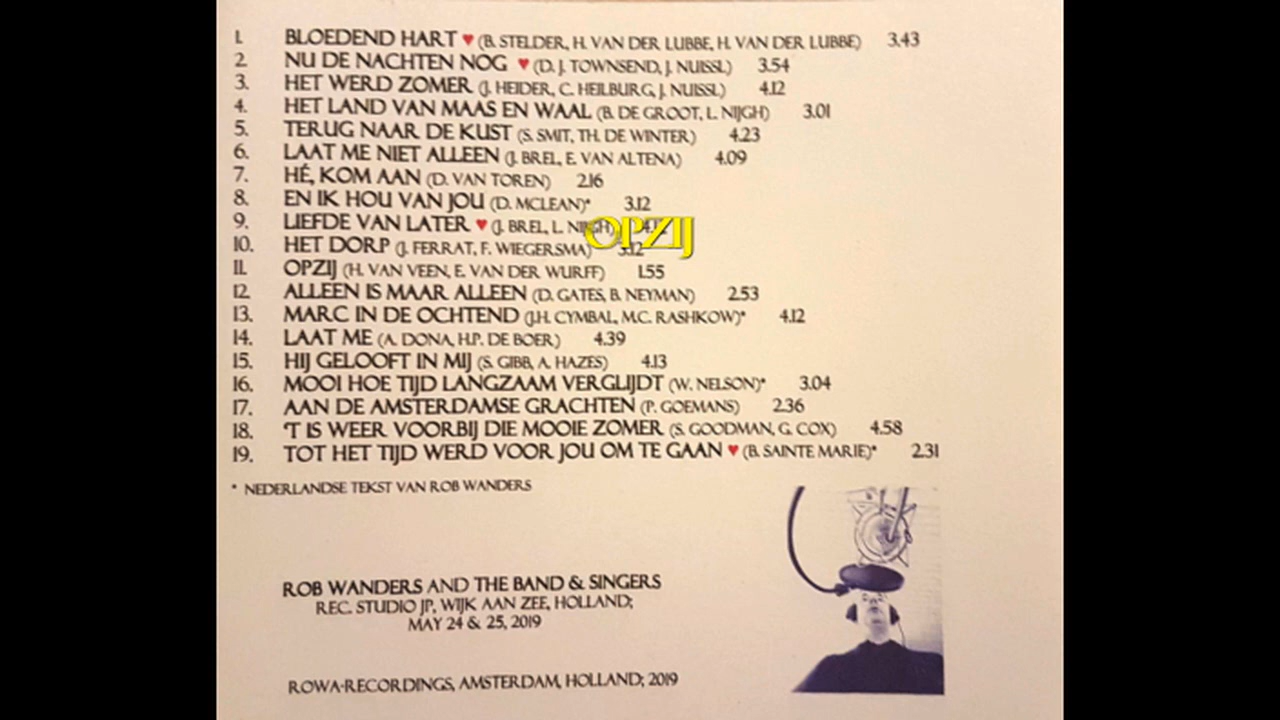 1. BLOEDEND HART ♥ (B. STELDER, H. VAN DER LUBBE, H. VAN DER LUBBE) 3.43
2. NU DE NACHTEN NOG ♥ (D.J. TOWNSEND, J. NUISSL) 3.54
3. HET WERD ZOMER (J. HEIDER, C. HEILBURG, J. NUISSL) 4.12
4. HET LAND VAN MAAS EN WAAL (B. DE GROOT, L. NIJGH) 3.01
5. TERUG NAAR DE KUST (S. SMIT, TH. DE WINTER) 4.23
6. LAAT ME NIET ALLEEN (J. BREL, E. VAN ALTENA) 4.09
7. HÉ, KOM AAN (D. VAN TOREN) 2.16
8. EN IK HOU VAN JOU (D. MCLEAN)* 3.12
9. LIEFDE VAN LATER ♥ (J. BREL, L. NIJGH)
OPZIJ
10. HET DORP (J. FERRAT, F. WIEGERSMA) 3.12
11. OPZIJ (H. VAN VEEN, E. VAN DER WURFF) 1.55
12. ALLEEN IS MAAR ALLEEN (D. GATES, B. NEYMAN) 2.53
13. MARC IN DE OCHTEND (J.H. CYMBAL, M.C. RASHKOW)* 4.12
14. LAAT ME (A. DONA, H.P. DE BOER) 4.39
15. HIJ GELOOFT IN MIJ (S. GIBB, A. HAZES) 4.13
16. MOOI HOE TIJD LANGZAAM VERGLIJDT (W. NELSON)* 3.04
17. AAN DE AMSTERDAMSE GRACHTEN (P. GOEMANS) 2.36
18. 'T IS WEER VOORBIJ DIE MOOIE ZOMER (S. GOODMAN, G. COX) 4.58
19. TOT HET TIJD WERD VOOR JOU OM TE GAAN ♥ (B. SAINTE MARIE)* 2.31
* NEDERLANDSE TEKST VAN ROB WANDERS
ROB WANDERS AND THE BAND & SINGERS
REC. STUDIO JP, WIJK AAN ZEE, HOLLAND;
MAY 24 & 25, 2019
ROWA-RECORDINGS, AMSTERDAM, HOLLAND; 2019